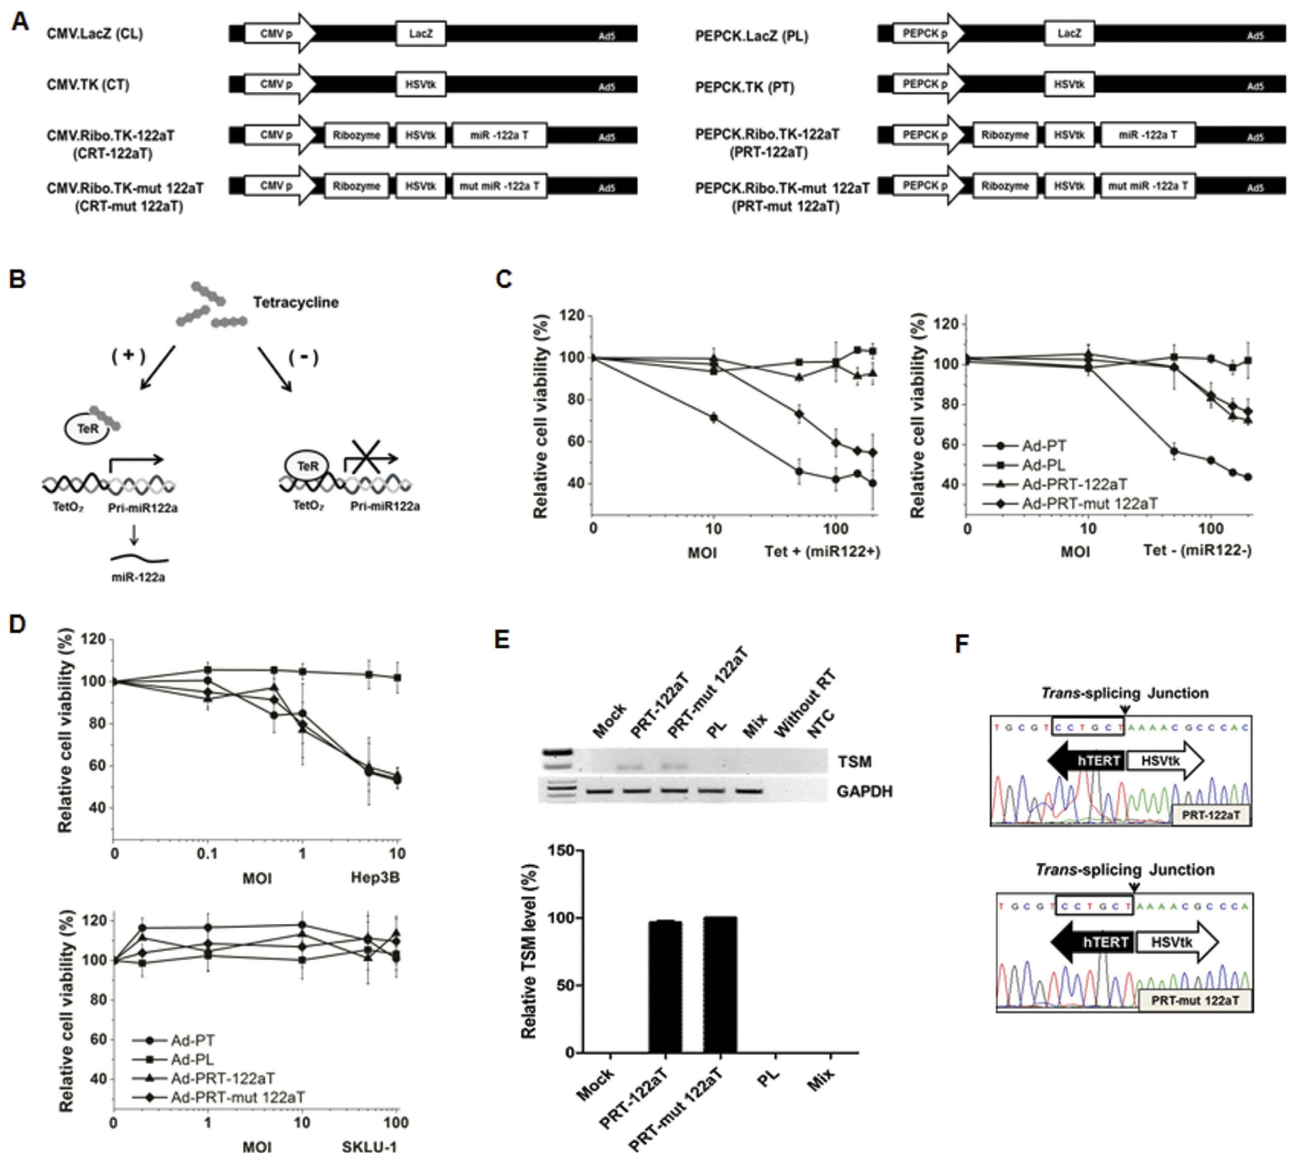 A
CMV.LacZ (CL)
CMV p
LacZ
Ad5
CMV.TK (CT)
CMV p
HSVtk
Ad5
CMV.Ribo.TK-122aT
(CRT-122aT)
CMV p
Ribozyme
HSVtk
miR -122a T
Ad5
CMV.Ribo.TK-mut 122aT
(CRT-mut 122aT)
CMV p
Ribozyme
HSVtk
mut miR -122a T
Ad5
PEPCK.LacZ (PL)
PEPCK p
LacZ
Ad5
PEPCK.TK (PT)
PEPCK p
HSVtk
Ad5
PEPCK.Ribo.TK-122aT
(PRT-122aT)
PEPCK p
Ribozyme
HSVtk
miR -122a T
Ad5
PEPCK.Ribo.TK-mut 122aT
(PRT-mut 122aT)
PEPCK p
Ribozyme
HSVtk
mut miR -122a T
Ad5
B
Tetracycline
(+)
(-)
TeR
TetO₂
Pri-miR122a
miR-122a
TeR
TetO₂
Pri-miR122a
C
Relative cell viability (%)
120
100
80
60
40
0
10
100
MOI
Tet + (miR122+)
Relative cell viability (%)
120
100
80
60
40
Ad-PT
Ad-PL
Ad-PRT-122aT
Ad-PRT-mut 122aT
0
10
100
MOI
Tet - (miR122-)
D
Relative cell viability (%)
120
100
80
60
40
0
0.1
1
10
MOI
Hep3B
Relative cell viability (%)
120
100
80
60
40
Ad-PT
Ad-PL
Ad-PRT-122aT
Ad-PRT-mut 122aT
0
1
10
100
MOI
SKLU-1
E
Mock
PRT-122aT
PRT-mut 122aT
PL
Mix
Without RT
NTC
TSM
GAPDH
Relative TSM level (%)
150
100
50
0
Mock
PRT-122aT
PRT-mut 122aT
PL
Mix
F
Trans-splicing Junction
T G C G T C C T G C T A A A A C G C C C A C
hTERT
HSVtk
PRT-122aT
Trans-splicing Junction
T G C G T C C T G C T A A A A C G C C C A
hTERT
HSVtk
PRT-mut 122aT